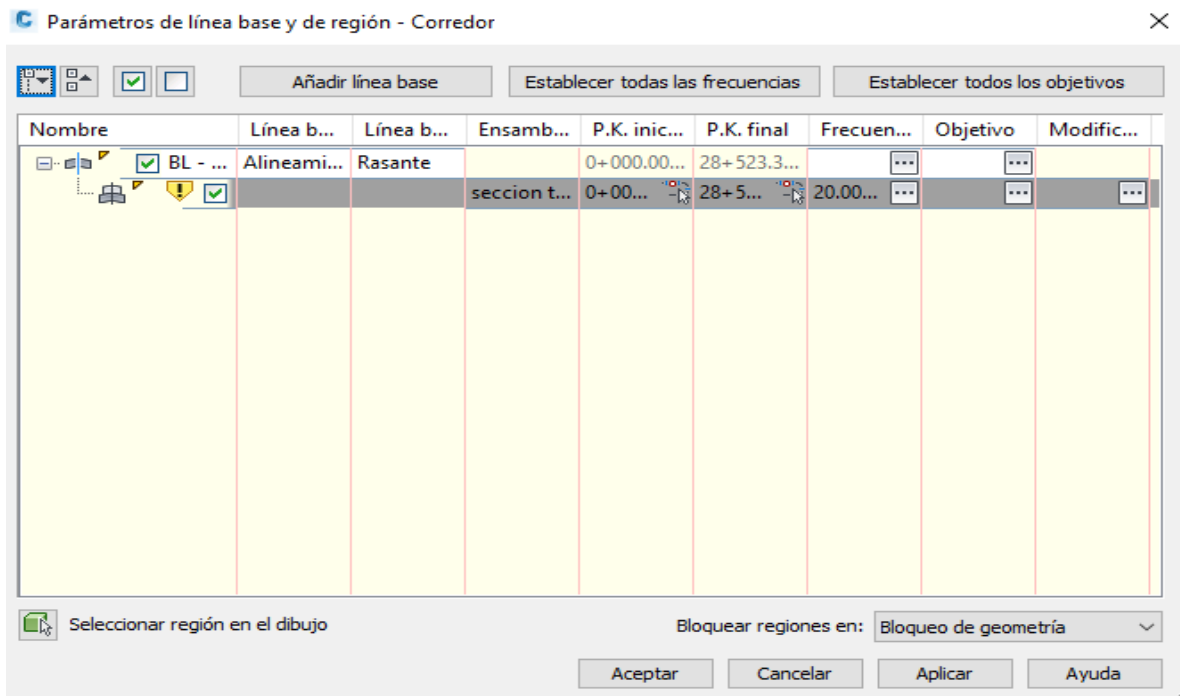 Parámetros de línea base y de región - Corredor
Añadir línea base Establecer todas las frecuencias Establecer todos los objetivos
Nombre Línea b... Línea b... Ensamb... P.K. inic... P.K. final Frecuen... Objetivo Modific...
BL - ... Alineami... Rasante 0+000.00... 28+523.3...
seccion t... 0+00... 28+5... 20.00...
Seleccionar región en el dibujo
Bloquear regiones en: Bloqueo de geometría
Aceptar Cancelar Aplicar Ayuda